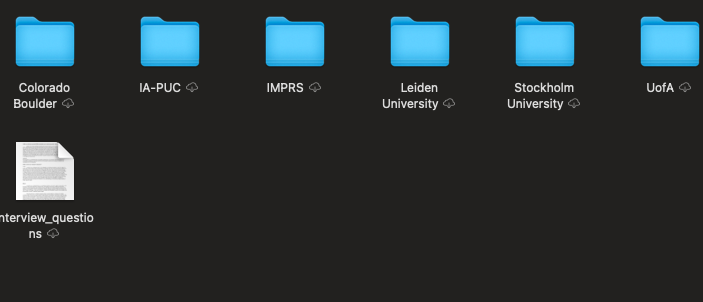 Colorado
Boulder
IA-PUC
IMPRS
Leiden
University
Stockholm
University
UofA
nterview_questio
ns